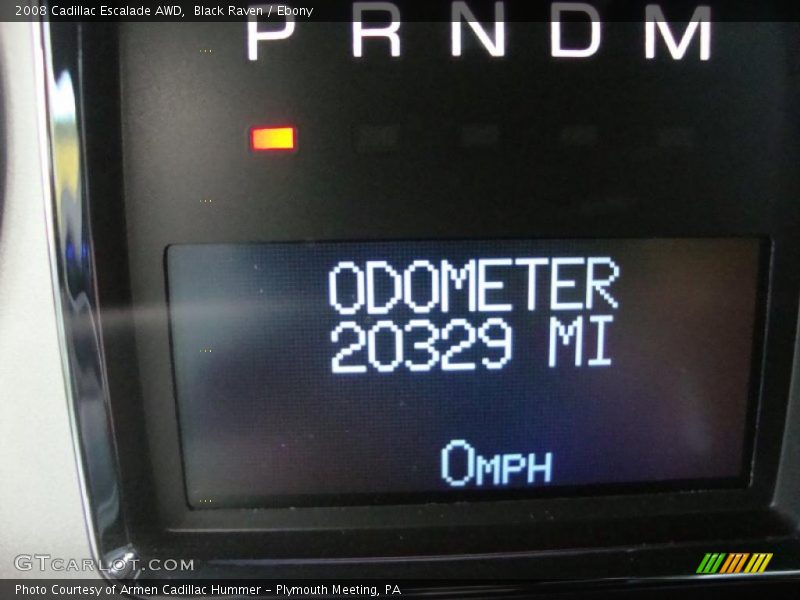 2008 Cadillac Escalade AWD, Black Raven / Ebony
P R N D M
ODOMETER
20329 MI
0MPH
GTCARLOT.COM
Photo Courtesy of Armen Cadillac Hummer - Plymouth Meeting, PA